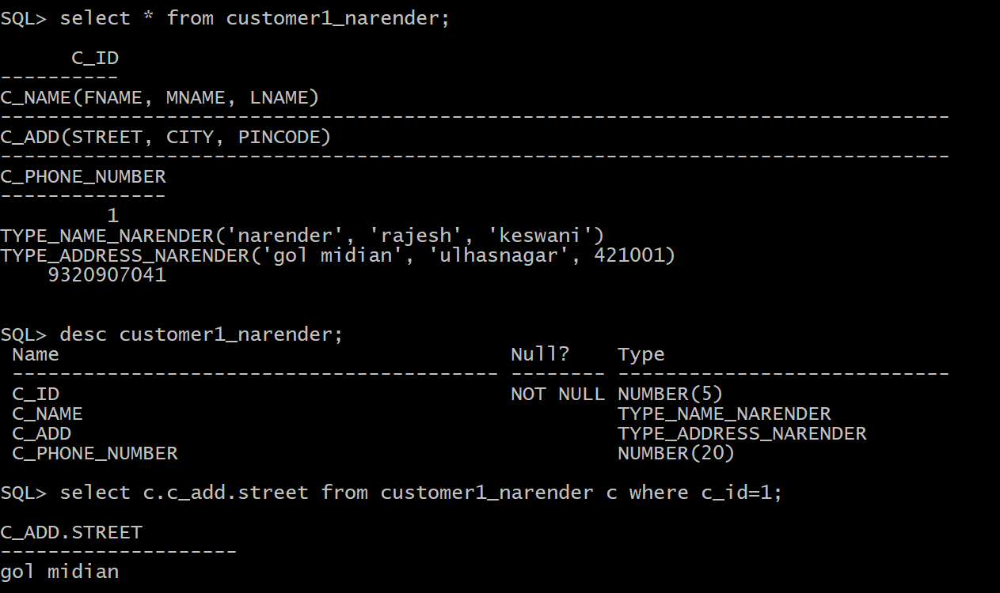 SQL> select * from customer1_narender;
      C_ID
----------
C_NAME(FNAME, MNAME, LNAME)
--------------------------------------------------------------------------------
C_ADD(STREET, CITY, PINCODE)
--------------------------------------------------------------------------------
C_PHONE_NUMBER
--------------
         1
TYPE_NAME_NARENDER('narender', 'rajesh', 'keswani')
TYPE_ADDRESS_NARENDER('gol midian', 'ulhasnagar', 421001)
    9320907041
SQL> desc customer1_narender;
 Name                                      Null?    Type
 ----------------------------------------- -------- ----------------------------
 C_ID                                      NOT NULL NUMBER(5)
 C_NAME                                             TYPE_NAME_NARENDER
 C_ADD                                              TYPE_ADDRESS_NARENDER
 C_PHONE_NUMBER                                     NUMBER(20)
SQL> select c.c_add.street from customer1_narender c where c_id=1;
C_ADD.STREET
--------------------
gol midian